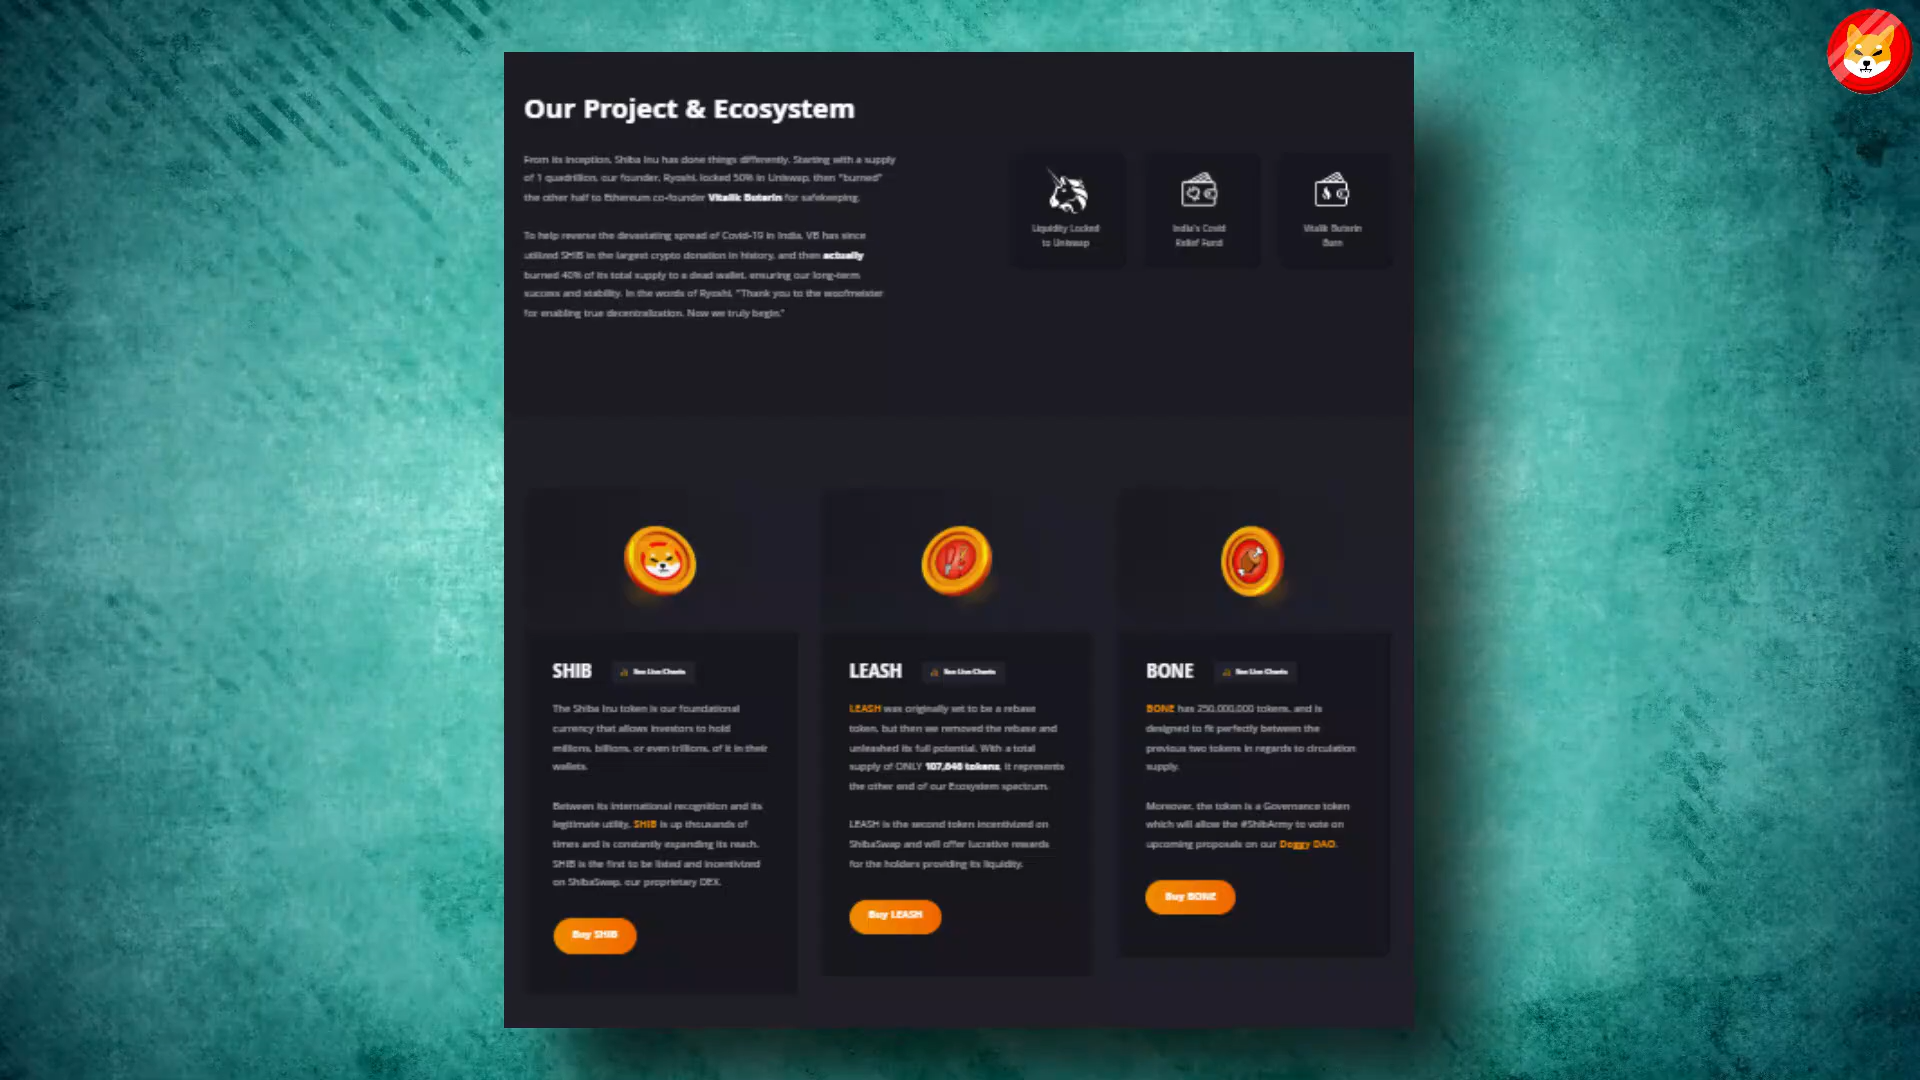 Our Project & Ecosystem
From its inception, Shiba Inu has done things differently. Starting with a supply
of 1 quadrillion, our founder, Ryoshi, locked 50% in Uniswap, then "burned"
the other half to Ethereum co-founder Vitalik Buterin for safekeeping.
To help reverse the devastating spread of Covid-19 in India, VB has since
utilized SHIB in the largest crypto donation in history, and then actually
burned 40% of its total supply to a dead wallet, ensuring our long-term
success and stability. In the words of Ryoshi, "Thank you to the woofmeister
for enabling true decentralization. Now we truly begin."
Liquidity Locked
to Uniswap
India's Covid
Relief Fund
Vitalik Buterin
Burn
SHIB
See Live Charts
The Shiba Inu token is our foundational
currency that allows investors to hold
millions, billions, or even trillions, of it in their
wallets.
Between its international recognition and its
legitimate utility, SHIB is up thousands of
times and is constantly expanding its reach.
SHIB is the first to be listed and incentivized
on ShibaSwap, our proprietary DEX.
Buy SHIB
LEASH
See Live Charts
LEASH was originally set to be a rebase
token, but then we removed the rebase and
unleashed its full potential. With a total
supply of ONLY 107,646 tokens, it represents
the other end of our Ecosystem spectrum.
LEASH is the second token incentivized on
ShibaSwap and will offer lucrative rewards
for the holders providing its liquidity.
Buy LEASH
BONE
See Live Charts
BONE has 250,000,000 tokens, and is
designed to fit perfectly between the
previous two tokens in regards to circulation
supply.
Moreover, the token is a Governance token
which will allow the #ShibArmy to vote on
upcoming proposals on our Doggy DAO.
Buy BONE